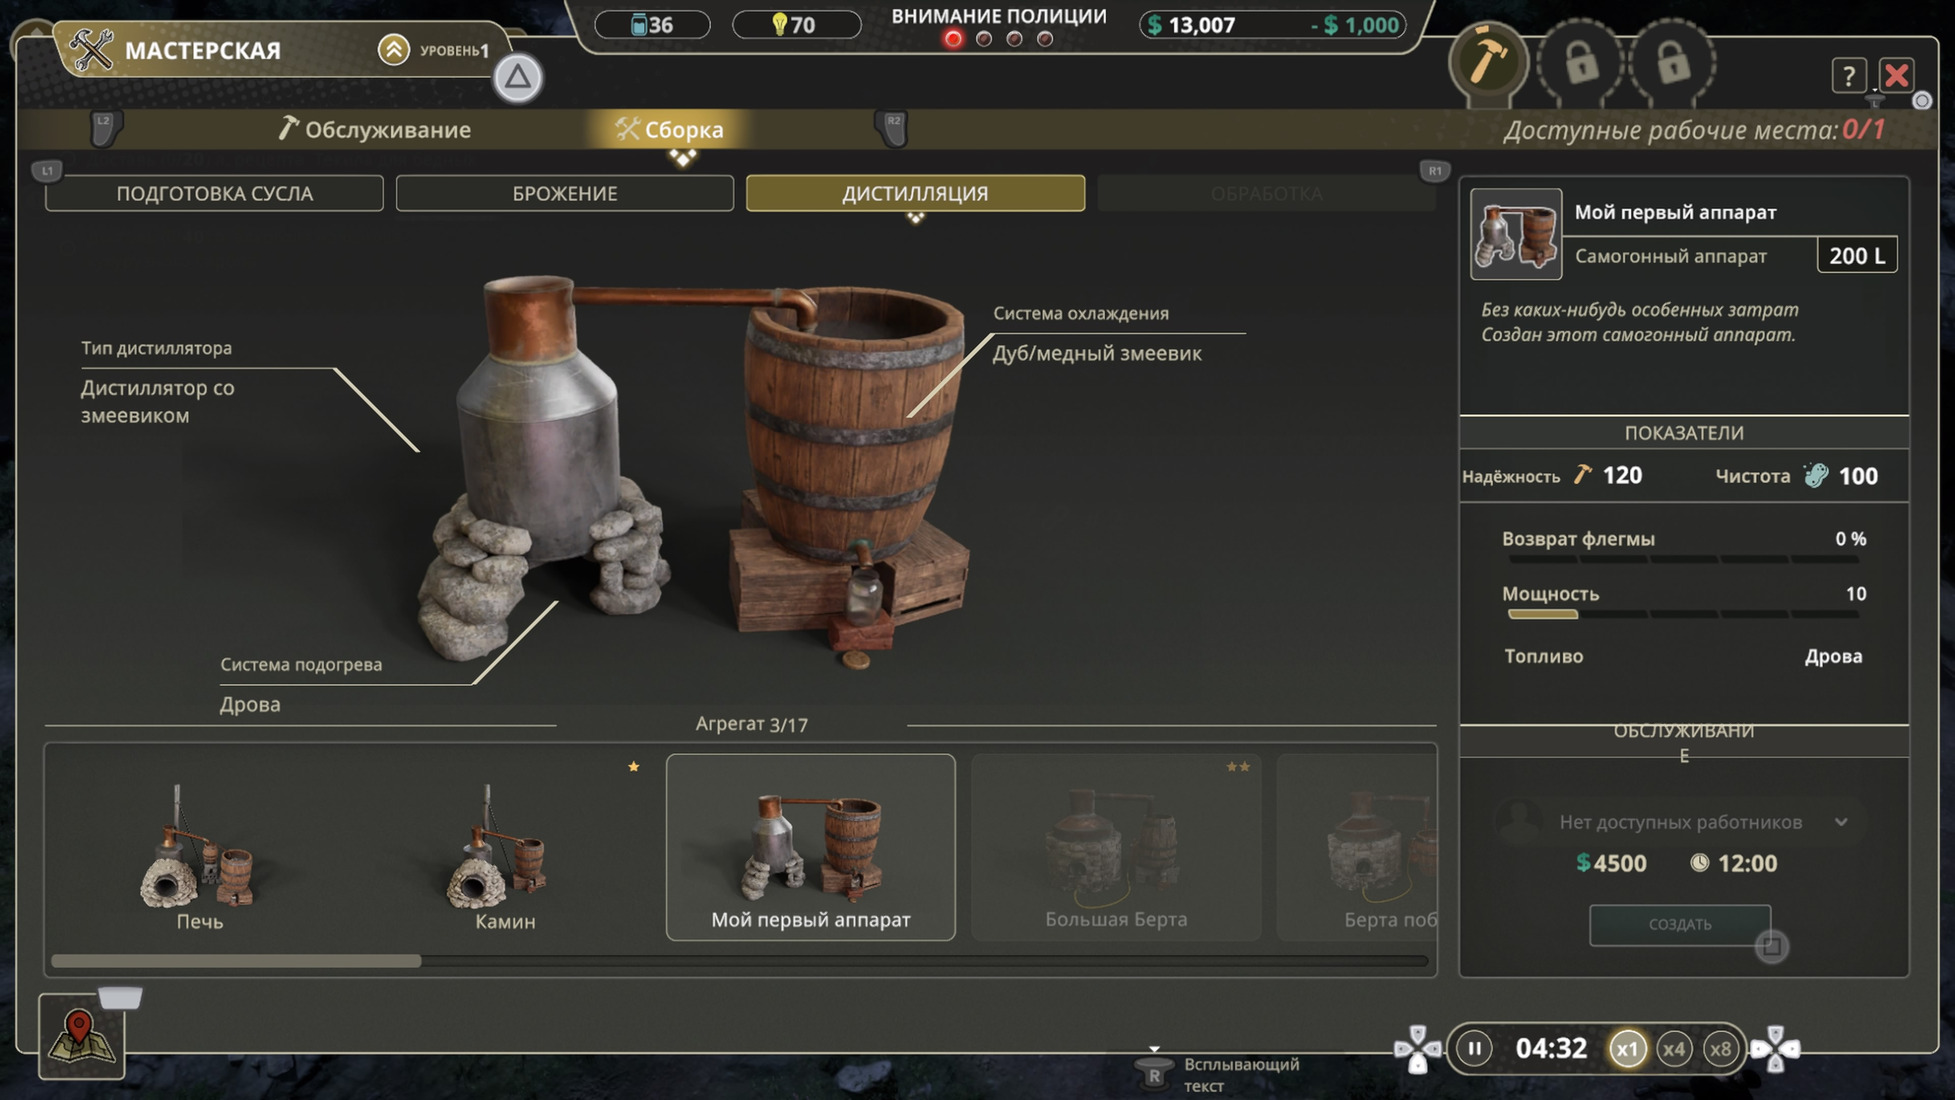 МАСТЕРСКАЯ
УРОВЕНЬ1
36
70
ВНИМАНИЕ ПОЛИЦИИ
$ 13,007
- $ 1,000
?
L2
Обслуживание
Сборка
R2
Доступные рабочие места: 0/1
L1
ПОДГОТОВКА СУСЛА
БРОЖЕНИЕ
ДИСТИЛЛЯЦИЯ
ОБРАБОТКА
R1
Тип дистиллятора
Дистиллятор со
змеевиком
Система охлаждения
Дуб/медный змеевик
Система подогрева
Дрова
Агрегат 3/17
Печь
Камин
Мой первый аппарат
Большая Берта
Берта поб
Мой первый аппарат
Самогонный аппарат
200 L
Без каких-нибудь особенных затрат
Создан этот самогонный аппарат.
ПОКАЗАТЕЛИ
Надёжность 120
Чистота 100
Возврат флегмы 0 %
Мощность 10
Топливо Дрова
ОБСЛУЖИВАНИ
Е
Нет доступных работников
$4500
12:00
СОЗДАТЬ
R
Всплывающий
текст
04:32
x1
x4
x8